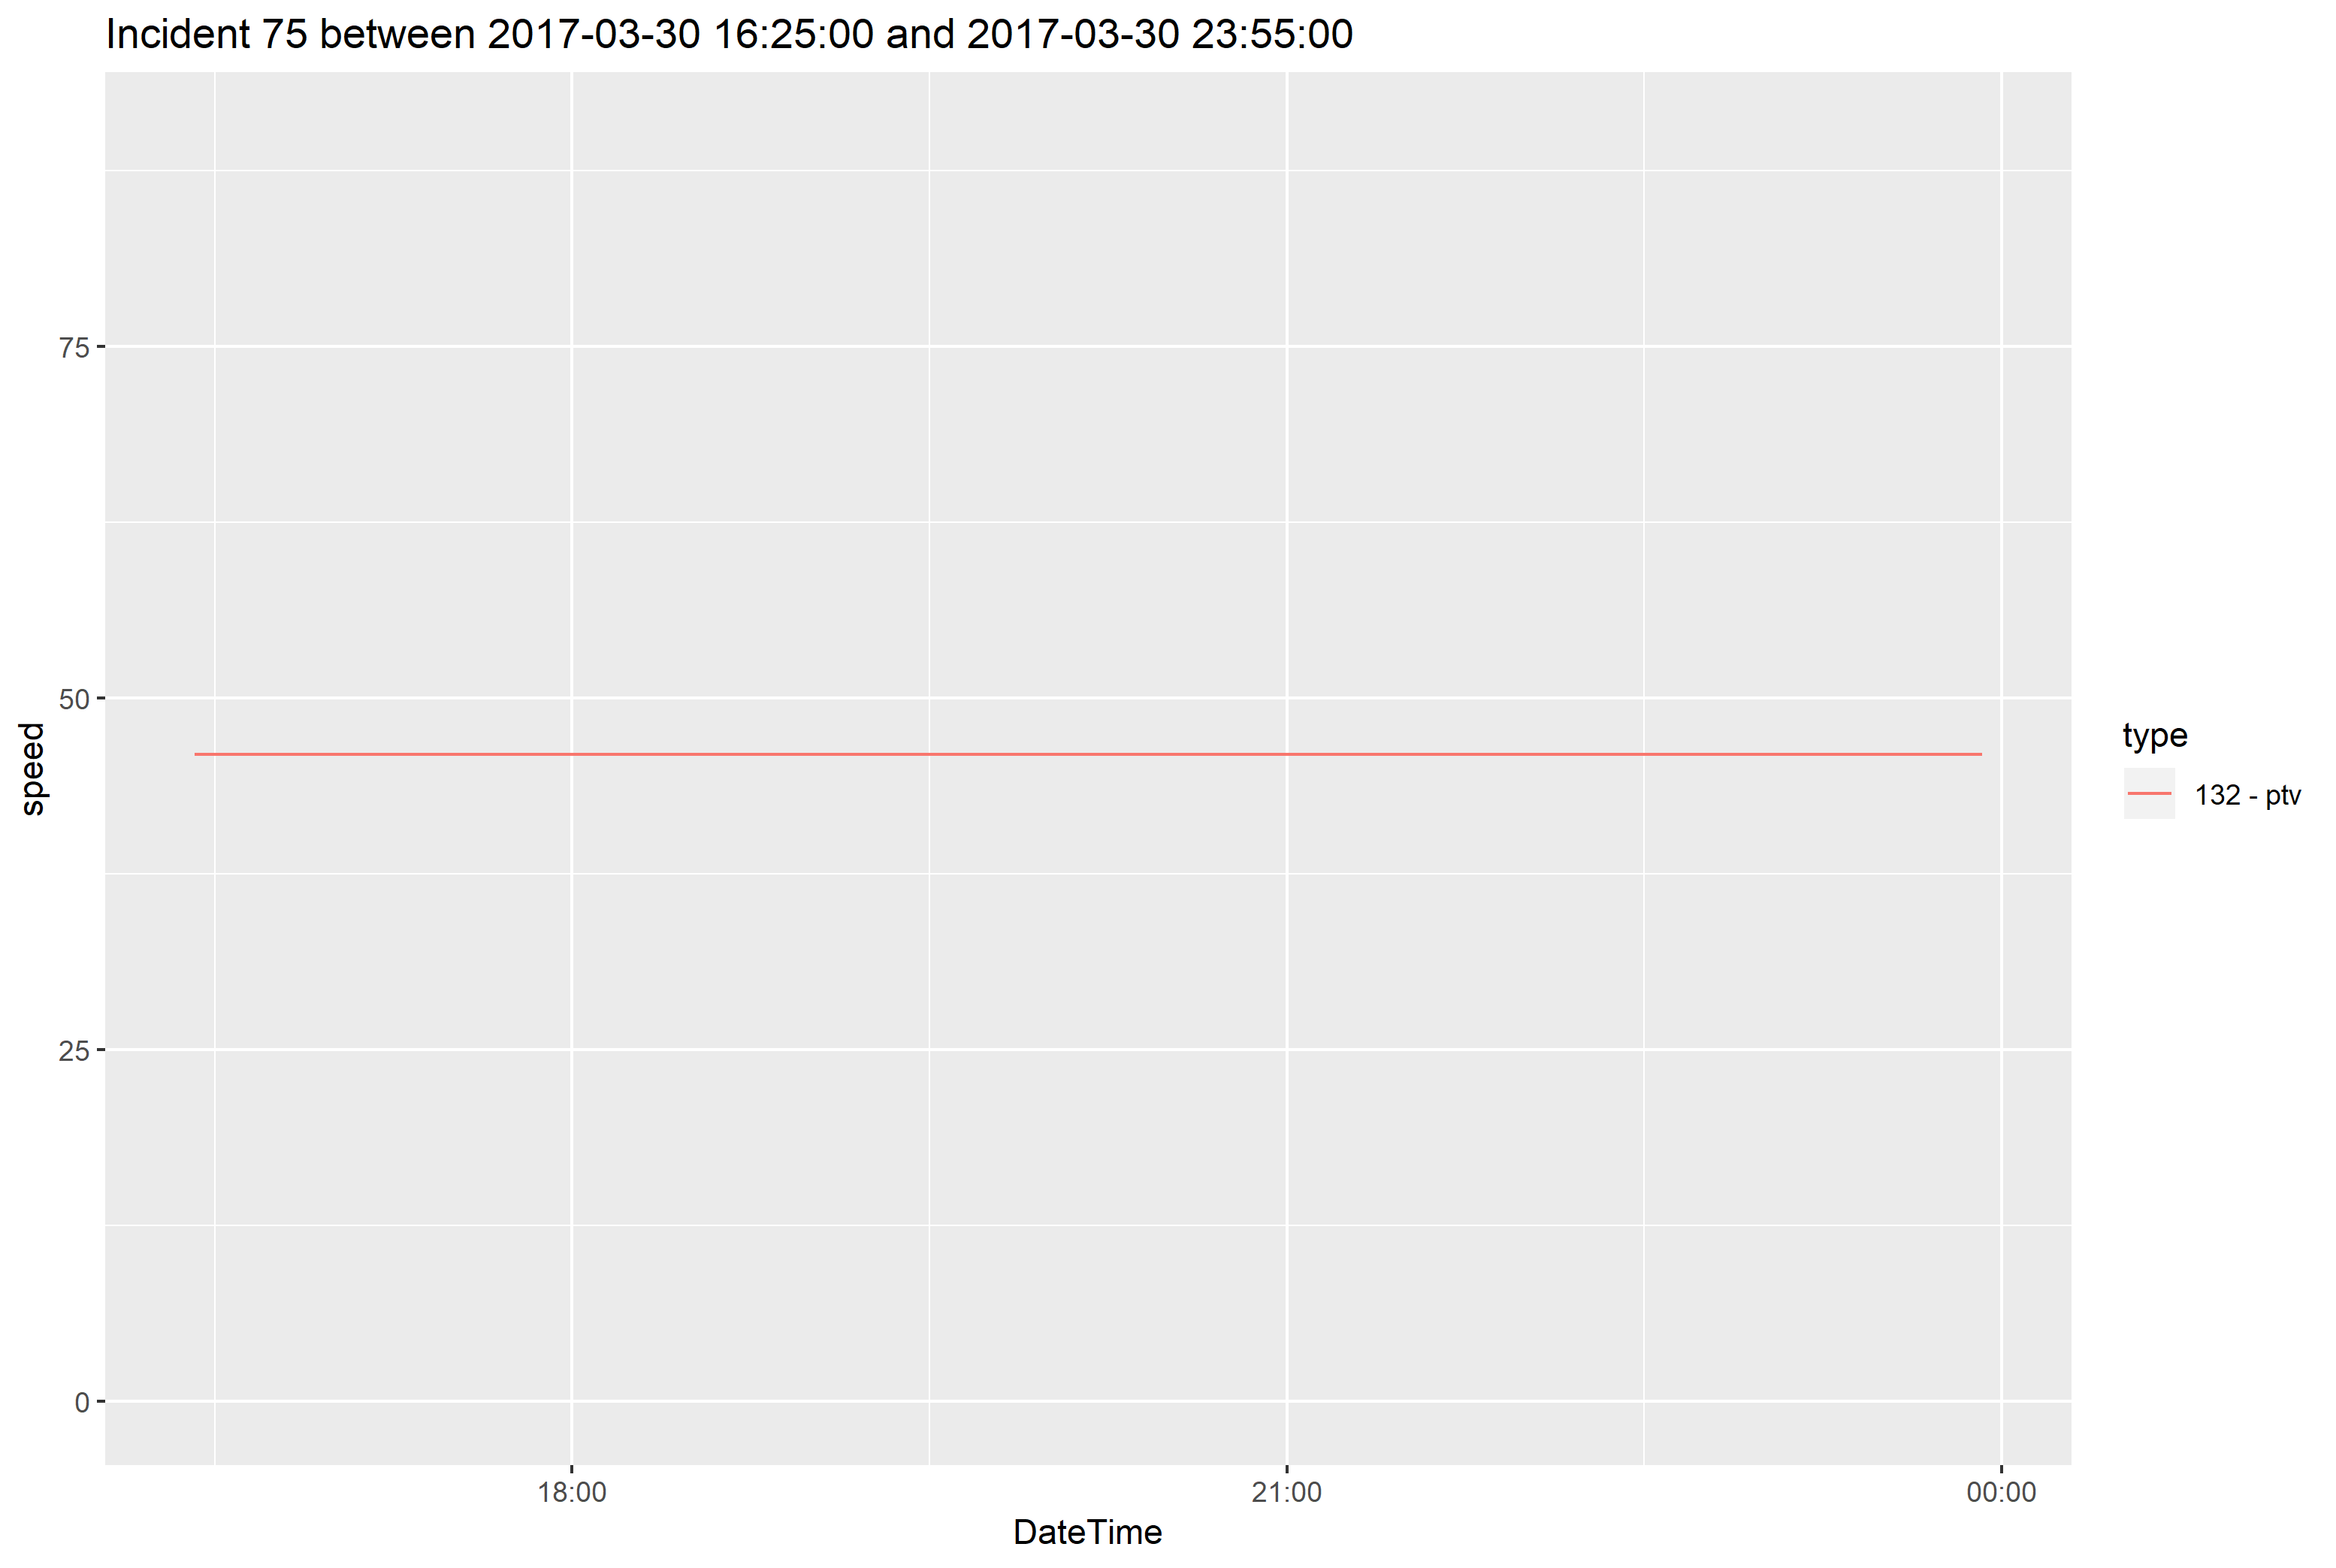 Incident 75 between 2017-03-30 16:25:00 and 2017-03-30 23:55:00
75
50
25
0
speed
18:00 21:00 00:00
DateTime
type
132 - ptv